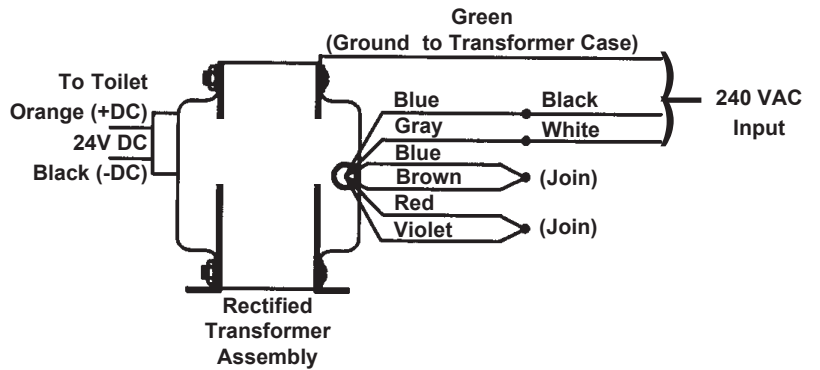 Green
(Ground to Transformer Case)
To Toilet
Orange (+DC)
24V DC
Black (-DC)
Blue
Black
Gray
White
Blue
Brown
(Join)
Red
Violet
(Join)
240 VAC
Input
Rectified
Transformer
Assembly